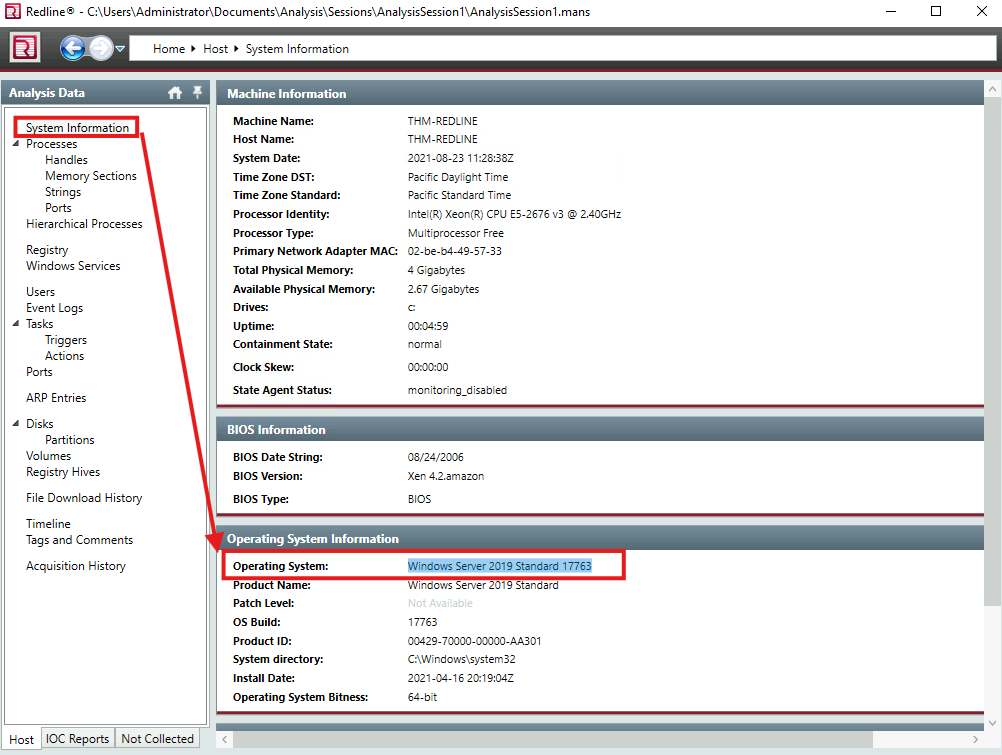 Redline® - C:\Users\Administrator\Documents\Analysis\Sessions\AnalysisSession1\AnalysisSession1.mans
Home Host System Information
Analysis Data
System Information
Processes
Handles
Memory Sections
Strings
Ports
Hierarchical Processes
Registry
Windows Services
Users
Event Logs
Tasks
Triggers
Actions
Ports
ARP Entries
Disks
Partitions
Volumes
Registry Hives
File Download History
Timeline
Tags and Comments
Acquisition History
Host IOC Reports Not Collected
Machine Information
Machine Name: THM-REDLINE
Host Name: THM-REDLINE
System Date: 2021-08-23 11:28:38Z
Time Zone DST: Pacific Daylight Time
Time Zone Standard: Pacific Standard Time
Processor Identity: Intel(R) Xeon(R) CPU E5-2676 v3 @ 2.40GHz
Processor Type: Multiprocessor Free
Primary Network Adapter MAC: 02-be-b4-49-57-33
Total Physical Memory: 4 Gigabytes
Available Physical Memory: 2.67 Gigabytes
Drives: c:
Uptime: 00:04:59
Containment State: normal
Clock Skew: 00:00:00
State Agent Status: monitoring_disabled
BIOS Information
BIOS Date String: 08/24/2006
BIOS Version: Xen 4.2.amazon
BIOS Type: BIOS
Operating System Information
Operating System: Windows Server 2019 Standard 17763
Product Name: Windows Server 2019 Standard
Patch Level: Not Available
OS Build: 17763
Product ID: 00429-70000-00000-AA301
System directory: C:\Windows\system32
Install Date: 2021-04-16 20:19:04Z
Operating System Bitness: 64-bit